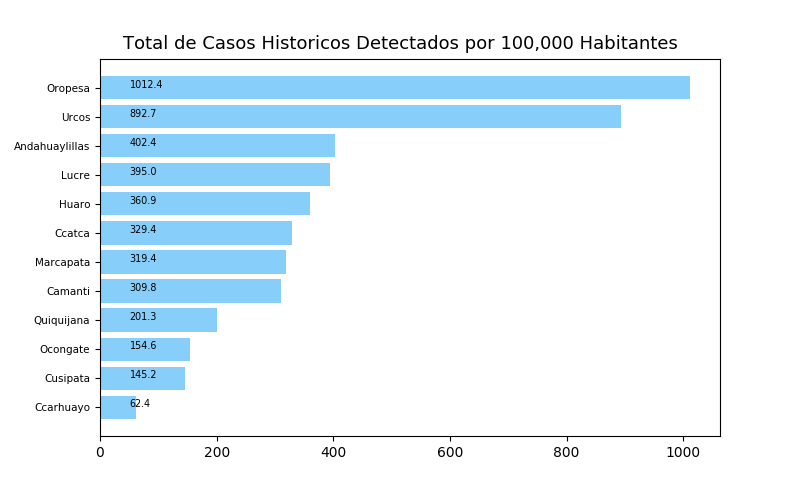 Total de Casos Historicos Detectados por 100,000 Habitantes
Oropesa 1012.4
Urcos 892.7
Andahuaylillas 402.4
Lucre 395.0
Huaro 360.9
Ccatca 329.4
Marcapata 319.4
Camanti 309.8
Quiquijana 201.3
Ocongate 154.6
Cusipata 145.2
Ccarhuayo 62.4
0 200 400 600 800 1000